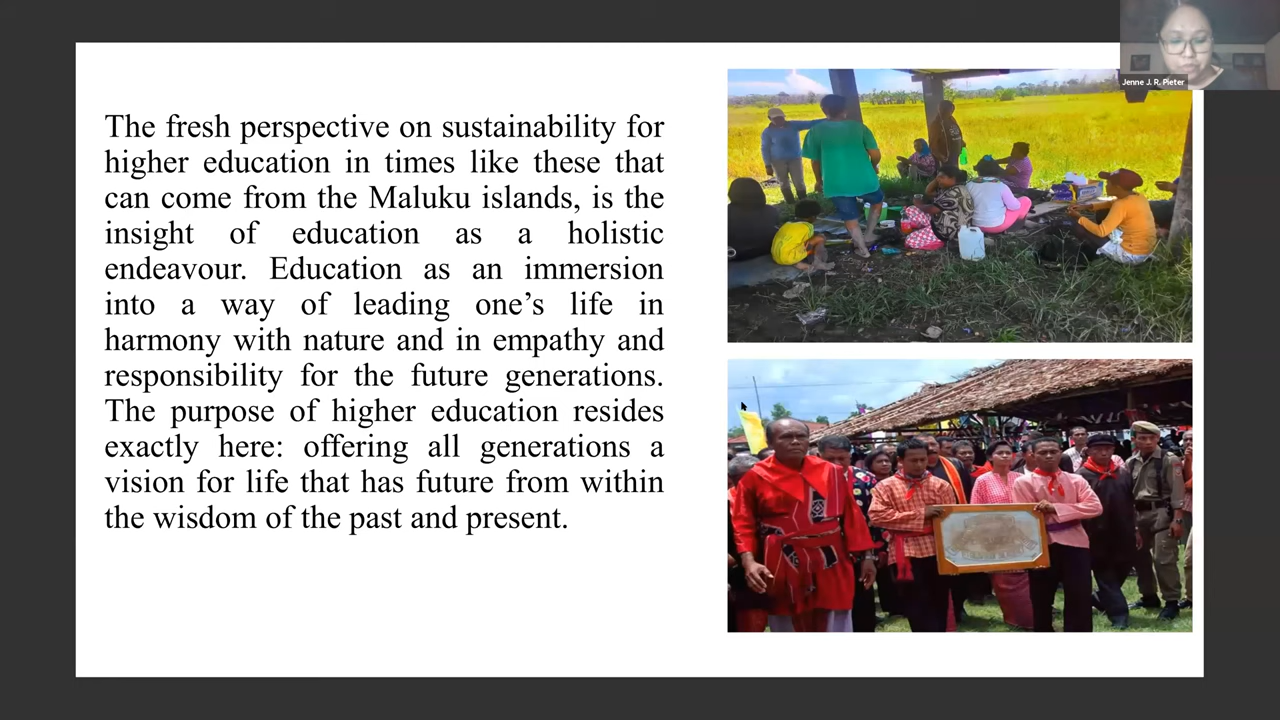 The fresh perspective on sustainability for
higher education in times like these that
can come from the Maluku islands, is the
insight of education as a holistic
endeavour. Education as an immersion
into a way of leading one’s life in
harmony with nature and in empathy and
responsibility for the future generations.
The purpose of higher education resides
exactly here: offering all generations a
vision for life that has future from within
the wisdom of the past and present.
Jenne J. R. Pieter